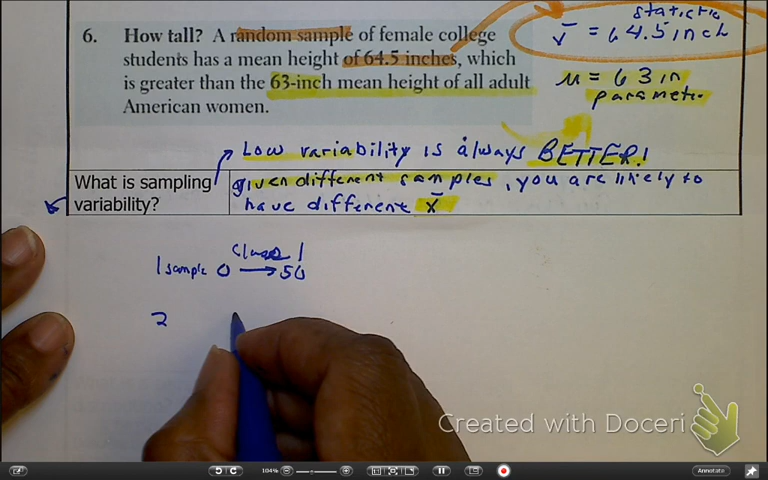 6. How tall? A random sample of female college
students has a mean height of 64.5 inches, which
is greater than the 63-inch mean height of all adult
American women.
statistic
x̄ = 64.5 inch
μ = 63 in
parameter
Low variability is always BETTER!
What is sampling
variability?
given different samples, you are likely to
have different x̄
Class 1
1 sample 0 → 50
2
Created with Doceri
104%
Annotate